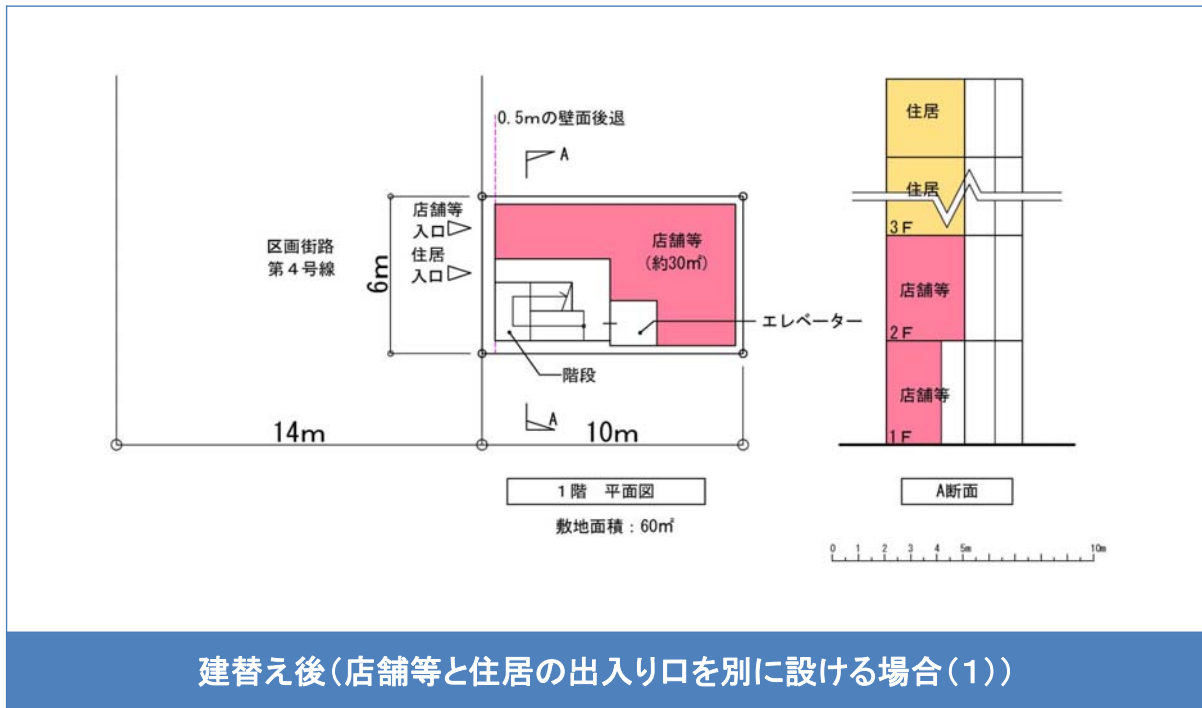 0.5mの壁面後退
A
店舗等
入口
住居
入口
区画街路
第4号線
6m
店舗等
(約30㎡)
エレベーター
階段
A
14m
10m
1階 平面図
敷地面積:60㎡
住居
住居
3F
店舗等
2F
店舗等
1F
A断面
0 1 2 3 4 5m 10m
建替え後(店舗等と住居の出入り口を別に設ける場合(1))